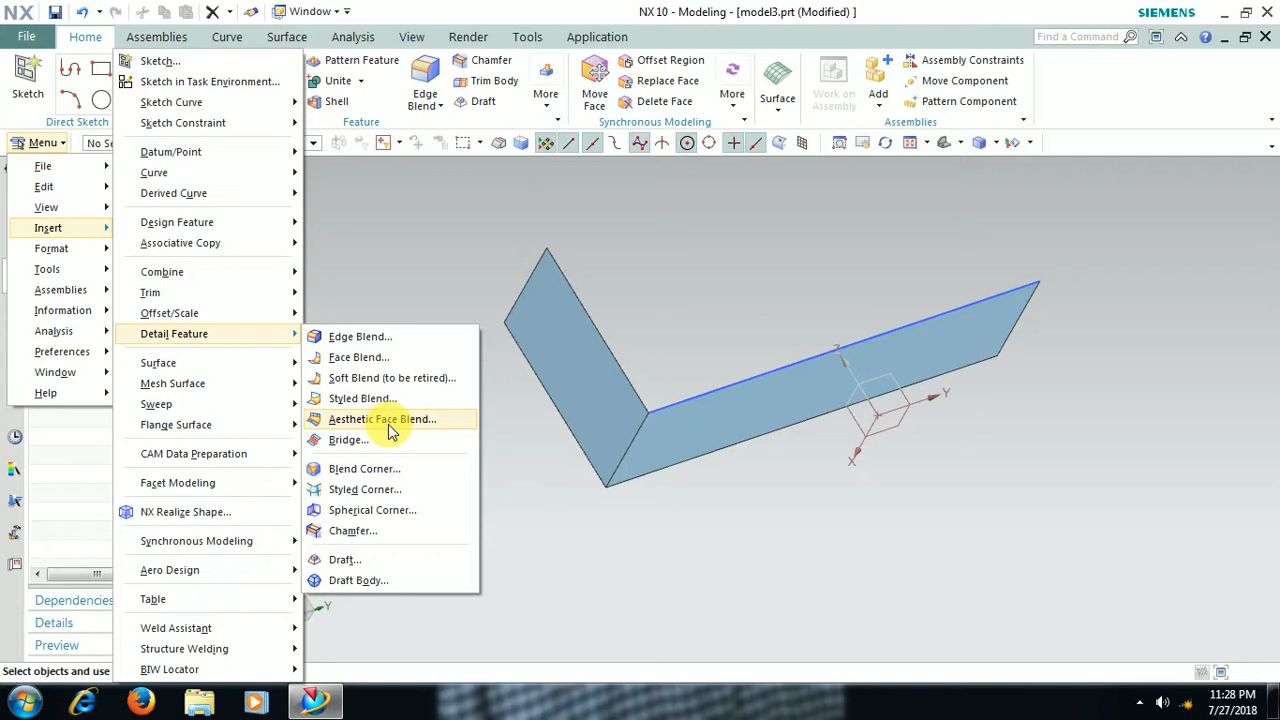 NX
Window
NX 10 - Modeling - [model3.prt (Modified) ]
SIEMENS
File
Home
Assemblies
Curve
Surface
Analysis
View
Render
Tools
Application
Find a Command
Sketch
Direct Sketch
Pattern Feature
Unite
Shell
Edge
Blend
Chamfer
Trim Body
Draft
More
Feature
Move
Face
Offset Region
Replace Face
Delete Face
More
Synchronous Modeling
Surface
Work on
Assembly
Add
Assembly Constraints
Move Component
Pattern Component
Assemblies
Menu
No Se
File
Edit
View
Insert
Format
Tools
Assemblies
Information
Analysis
Preferences
Window
Help
Sketch...
Sketch in Task Environment...
Sketch Curve
Sketch Constraint
Datum/Point
Curve
Derived Curve
Design Feature
Associative Copy
Combine
Trim
Offset/Scale
Detail Feature
Surface
Mesh Surface
Sweep
Flange Surface
CAM Data Preparation
Facet Modeling
NX Realize Shape...
Synchronous Modeling
Aero Design
Table
Weld Assistant
Structure Welding
BIW Locator
Edge Blend...
Face Blend...
Soft Blend (to be retired)...
Styled Blend...
Aesthetic Face Blend...
Bridge...
Blend Corner...
Styled Corner...
Spherical Corner...
Chamfer...
Draft...
Draft Body...
Z
Y
X
Y
Dependencies
Details
Preview
Select objects and use
11:28 PM
7/27/2018